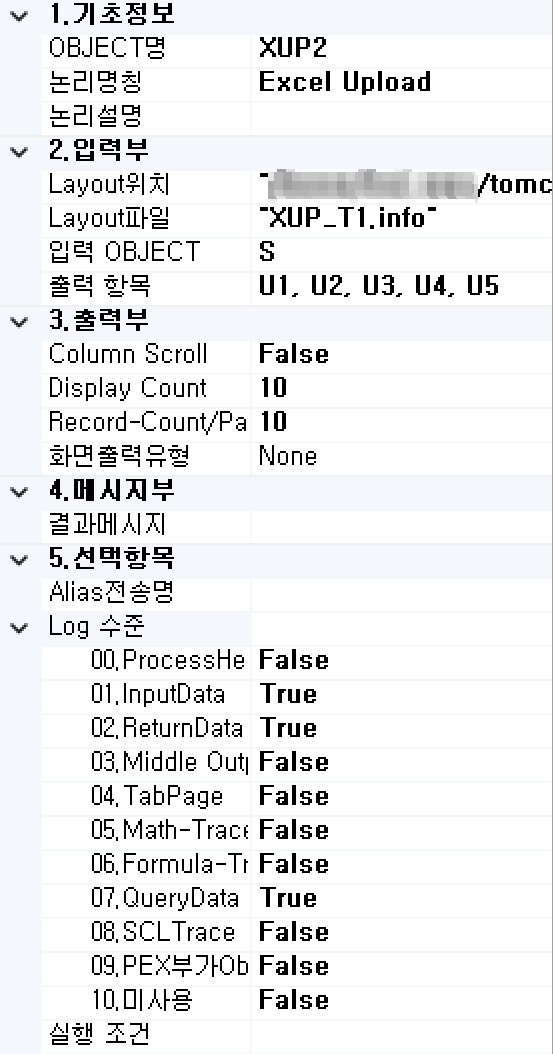 1.기초정보
OBJECT명 XUP2
논리명칭 Excel Upload
논리설명
2.입력부
Layout위치 /tomc
Layout파일 "XUP_T1.info"
입력 OBJECT S
출력 항목 U1, U2, U3, U4, U5
3.출력부
Column Scroll False
Display Count 10
Record-Count/Pa 10
화면출력유형 None
4.메시지부
결과메시지
5.선택항목
Alias전송명
Log 수준
00.ProcessHe False
01.InputData True
02.ReturnData True
03.Middle Out False
04.TabPage False
05.Math-Trace False
06.Formula-Tr False
07.QueryData True
08.SCLTrace False
09.PEX부가Ob False
10.미사용 False
실행 조건